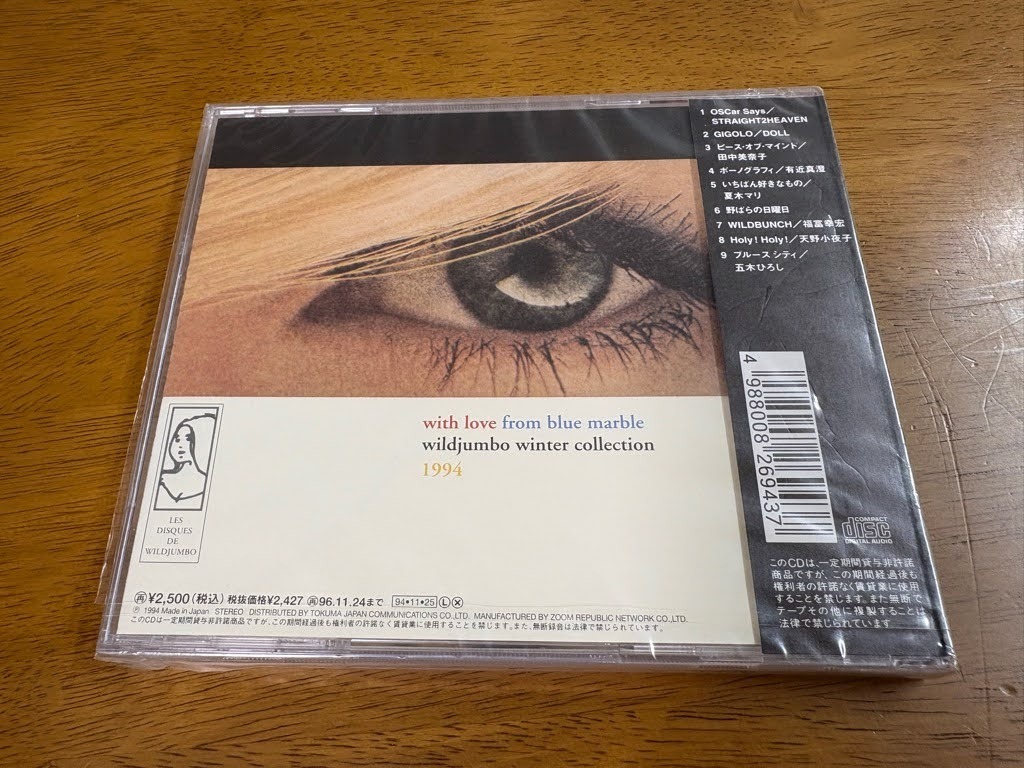 1 OSCar Says／
STRAIGHT2HEAVEN
2 GIGOLO／DOLL
3 ピース・オブ・マインド／
田中美奈子
4 ポーノグラフィ／有近真澄
5 いちばん好きなもの／
夏木マリ
6 野ばらの日曜日
7 WILDBUNCH／福富幸宏
8 Holy！Holy！／天野小夜子
9 ブルース シティ／
五木ひろし
4 988008 269437
COMPACT
disc
DIGITAL AUDIO
このCDは、一定期間貸与非許諾
商品ですが、この期間経過後も
権利者の許諾なく賃貸業に使用
することを禁じます。また無断で
テープその他に複製することは
法律で禁じられています
with love from blue marble
wildjumbo winter collection
1994
LES
DISQUES
DE
WILDJUMBO
再¥2,500(税込) 税抜価格¥2,427 再96.11.24まで 94•11•25 L X
℗ 1994 Made in Japan STEREO DISTRIBUTED BY TOKUMA JAPAN COMMUNICATIONS CO.,LTD. MANUFACTURED BY ZOOM REPUBLIC NETWORK CO.,LTD.
このCDは一定期間貸与非許諾商品ですが、この期間経過後も権利者の許諾なく賃貸業に使用することを禁じます。また、無断録音は法律で禁じられています。